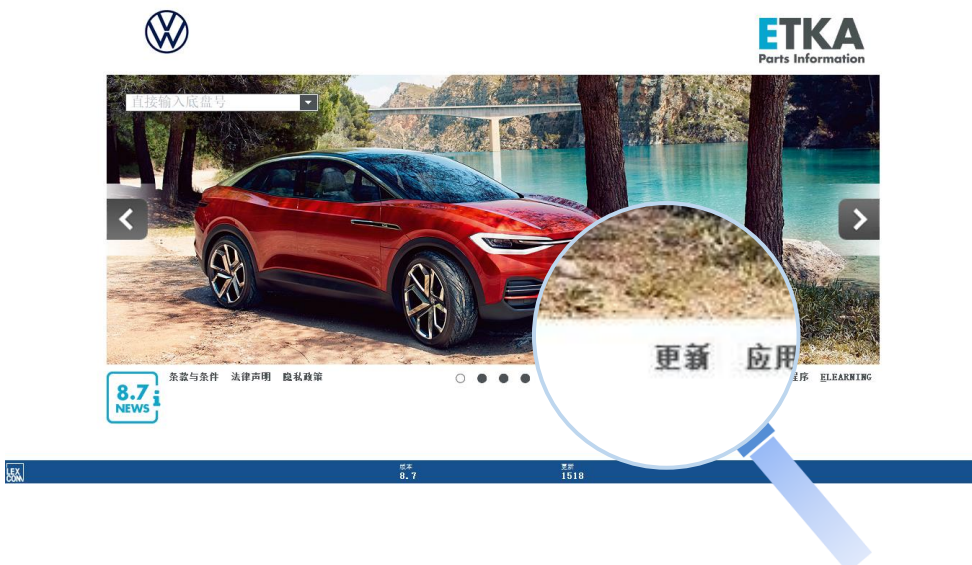 ETKA
Parts Information
直接输入底盘号
更新 应用
条款与条件 法律声明 隐私政策
程序 ELEARNING
8.7 i
NEWS
LEX
COM
版本
8.7
更新
1518